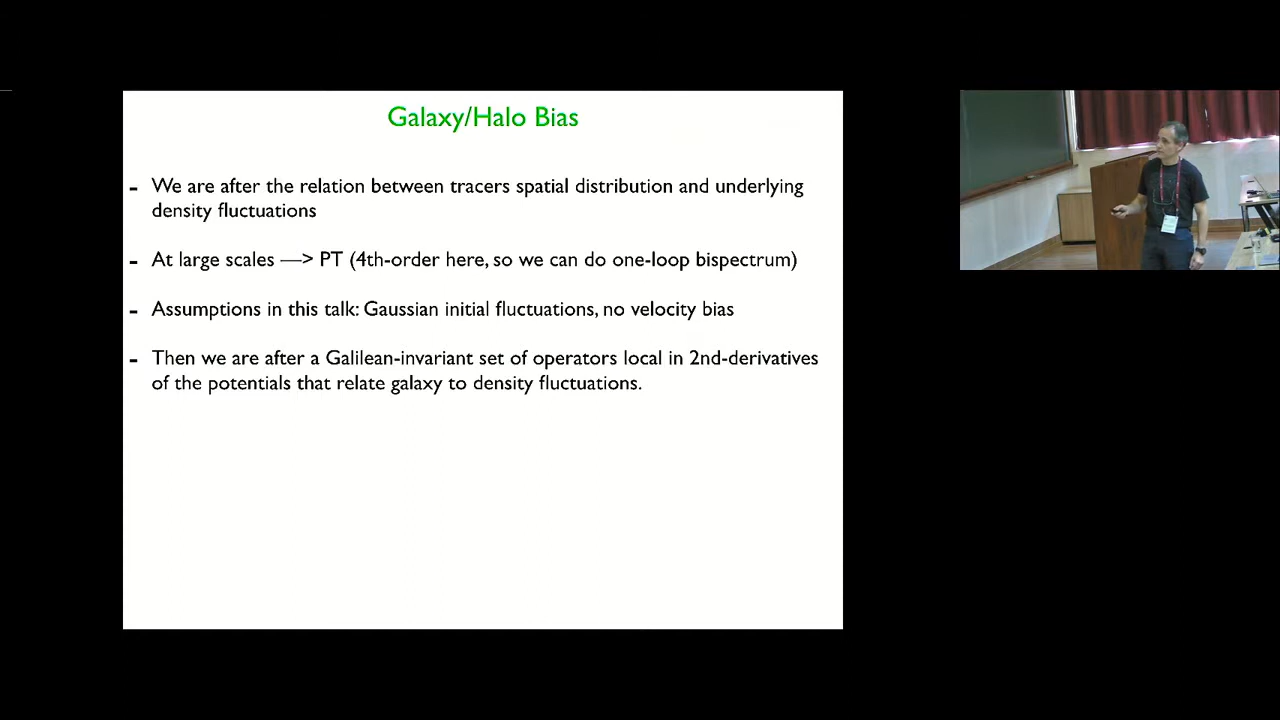 Galaxy/Halo Bias
- We are after the relation between tracers spatial distribution and underlying
density fluctuations
- At large scales —> PT (4th-order here, so we can do one-loop bispectrum)
- Assumptions in this talk: Gaussian initial fluctuations, no velocity bias
- Then we are after a Galilean-invariant set of operators local in 2nd-derivatives
of the potentials that relate galaxy to density fluctuations.